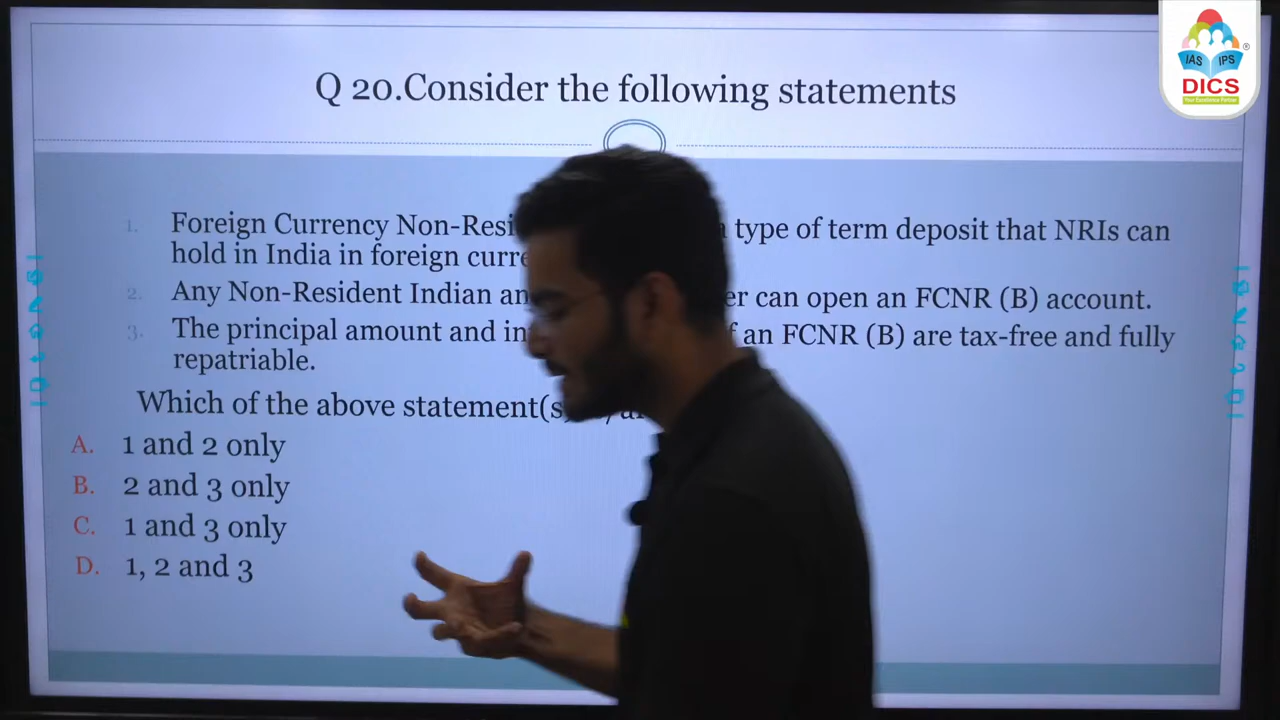 IAS IPS
DICS
Your Excellence Partner
Q 20.Consider the following statements
1. Foreign Currency Non-Resi type of term deposit that NRIs can
hold in India in foreign curre
2. Any Non-Resident Indian an er can open an FCNR (B) account.
3. The principal amount and in f an FCNR (B) are tax-free and fully
repatriable.
Which of the above statement(s)
A. 1 and 2 only
B. 2 and 3 only
C. 1 and 3 only
D. 1, 2 and 3